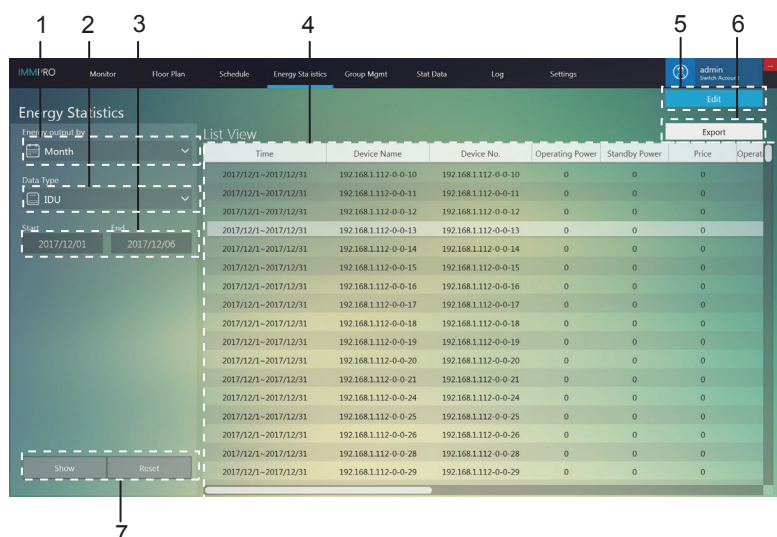 1 2 3 4 5 6
IMMPRO Monitor Floor Plan Schedule Energy Statistics Group Mgmt Stat Data Log Settings admin
Switch Account
Edit
Energy Statistics
Energy output by
List View
Export
Month
Time Device Name Device No. Operating Power Standby Power Price Operati
Data Type
IDU
Start End
2017/12/01 2017/12/06
2017/12/1~2017/12/31 192.168.1.112-0-0-10 192.168.1.112-0-0-10 0 0 0
2017/12/1~2017/12/31 192.168.1.112-0-0-11 192.168.1.112-0-0-11 0 0 0
2017/12/1~2017/12/31 192.168.1.112-0-0-12 192.168.1.112-0-0-12 0 0 0
2017/12/1~2017/12/31 192.168.1.112-0-0-13 192.168.1.112-0-0-13 0 0 0
2017/12/1~2017/12/31 192.168.1.112-0-0-14 192.168.1.112-0-0-14 0 0 0
2017/12/1~2017/12/31 192.168.1.112-0-0-15 192.168.1.112-0-0-15 0 0 0
2017/12/1~2017/12/31 192.168.1.112-0-0-16 192.168.1.112-0-0-16 0 0 0
2017/12/1~2017/12/31 192.168.1.112-0-0-17 192.168.1.112-0-0-17 0 0 0
2017/12/1~2017/12/31 192.168.1.112-0-0-18 192.168.1.112-0-0-18 0 0 0
2017/12/1~2017/12/31 192.168.1.112-0-0-19 192.168.1.112-0-0-19 0 0 0
2017/12/1~2017/12/31 192.168.1.112-0-0-20 192.168.1.112-0-0-20 0 0 0
2017/12/1~2017/12/31 192.168.1.112-0-0-21 192.168.1.112-0-0-21 0 0 0
2017/12/1~2017/12/31 192.168.1.112-0-0-24 192.168.1.112-0-0-24 0 0 0
2017/12/1~2017/12/31 192.168.1.112-0-0-25 192.168.1.112-0-0-25 0 0 0
2017/12/1~2017/12/31 192.168.1.112-0-0-26 192.168.1.112-0-0-26 0 0 0
2017/12/1~2017/12/31 192.168.1.112-0-0-28 192.168.1.112-0-0-28 0 0 0
2017/12/1~2017/12/31 192.168.1.112-0-0-29 192.168.1.112-0-0-29 0 0 0
Show Reset
7